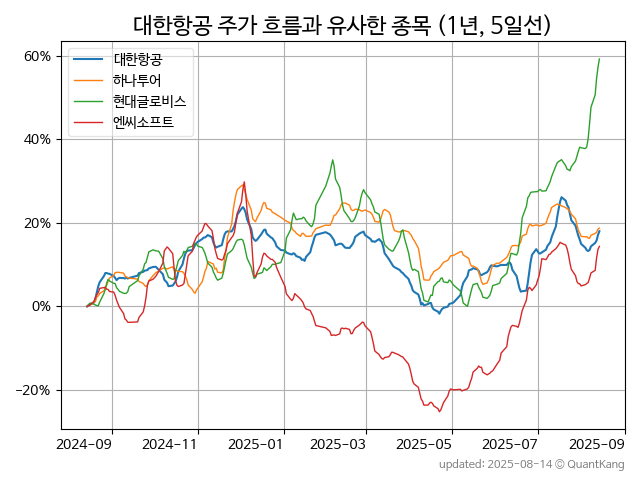 대한항공 주가 흐름과 유사한 종목 (1년, 5일선)
대한항공
하나투어
현대글로비스
엔씨소프트
60%
40%
20%
0%
−20%
2024-09 2024-11 2025-01 2025-03 2025-05 2025-07 2025-09
updated: 2025-08-14 © QuantKang